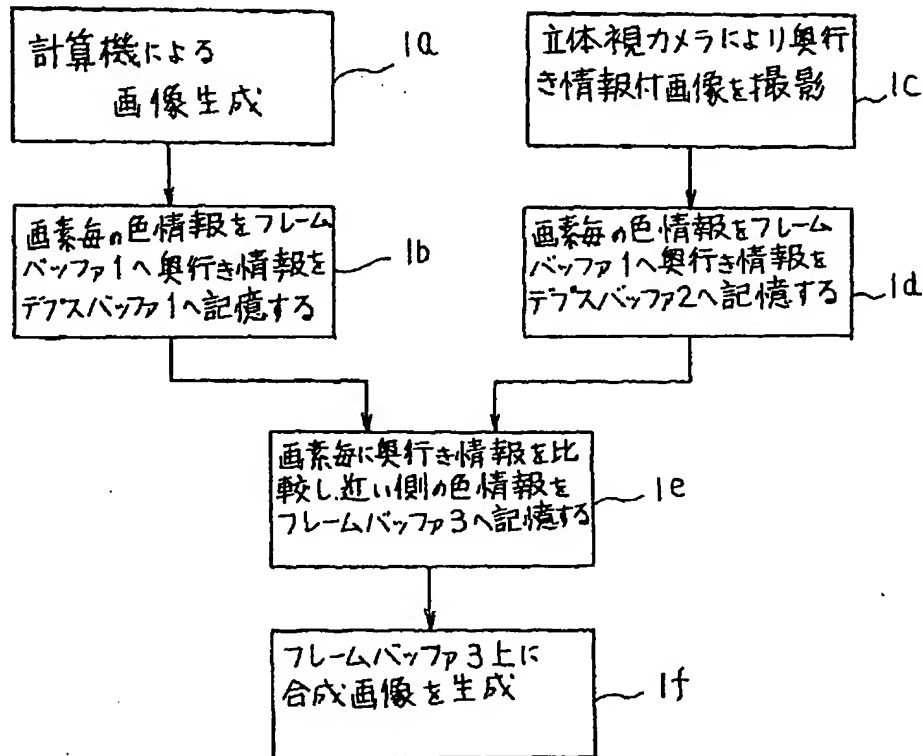 計算機による
画像生成
1a
立体視カメラにより奥行
き情報付画像を撮影
1c
画素毎の色情報をフレーム
バッファ1へ奥行き情報を
デプスバッファ1へ記憶する
1b
画素毎の色情報をフレーム
バッファ1へ奥行き情報を
デプスバッファ2へ記憶する
1d
画素毎に奥行き情報を比
較し、近い側の色情報を
フレームバッファ3へ記憶する
1e
フレームバッファ3上に
合成画像を生成
1f